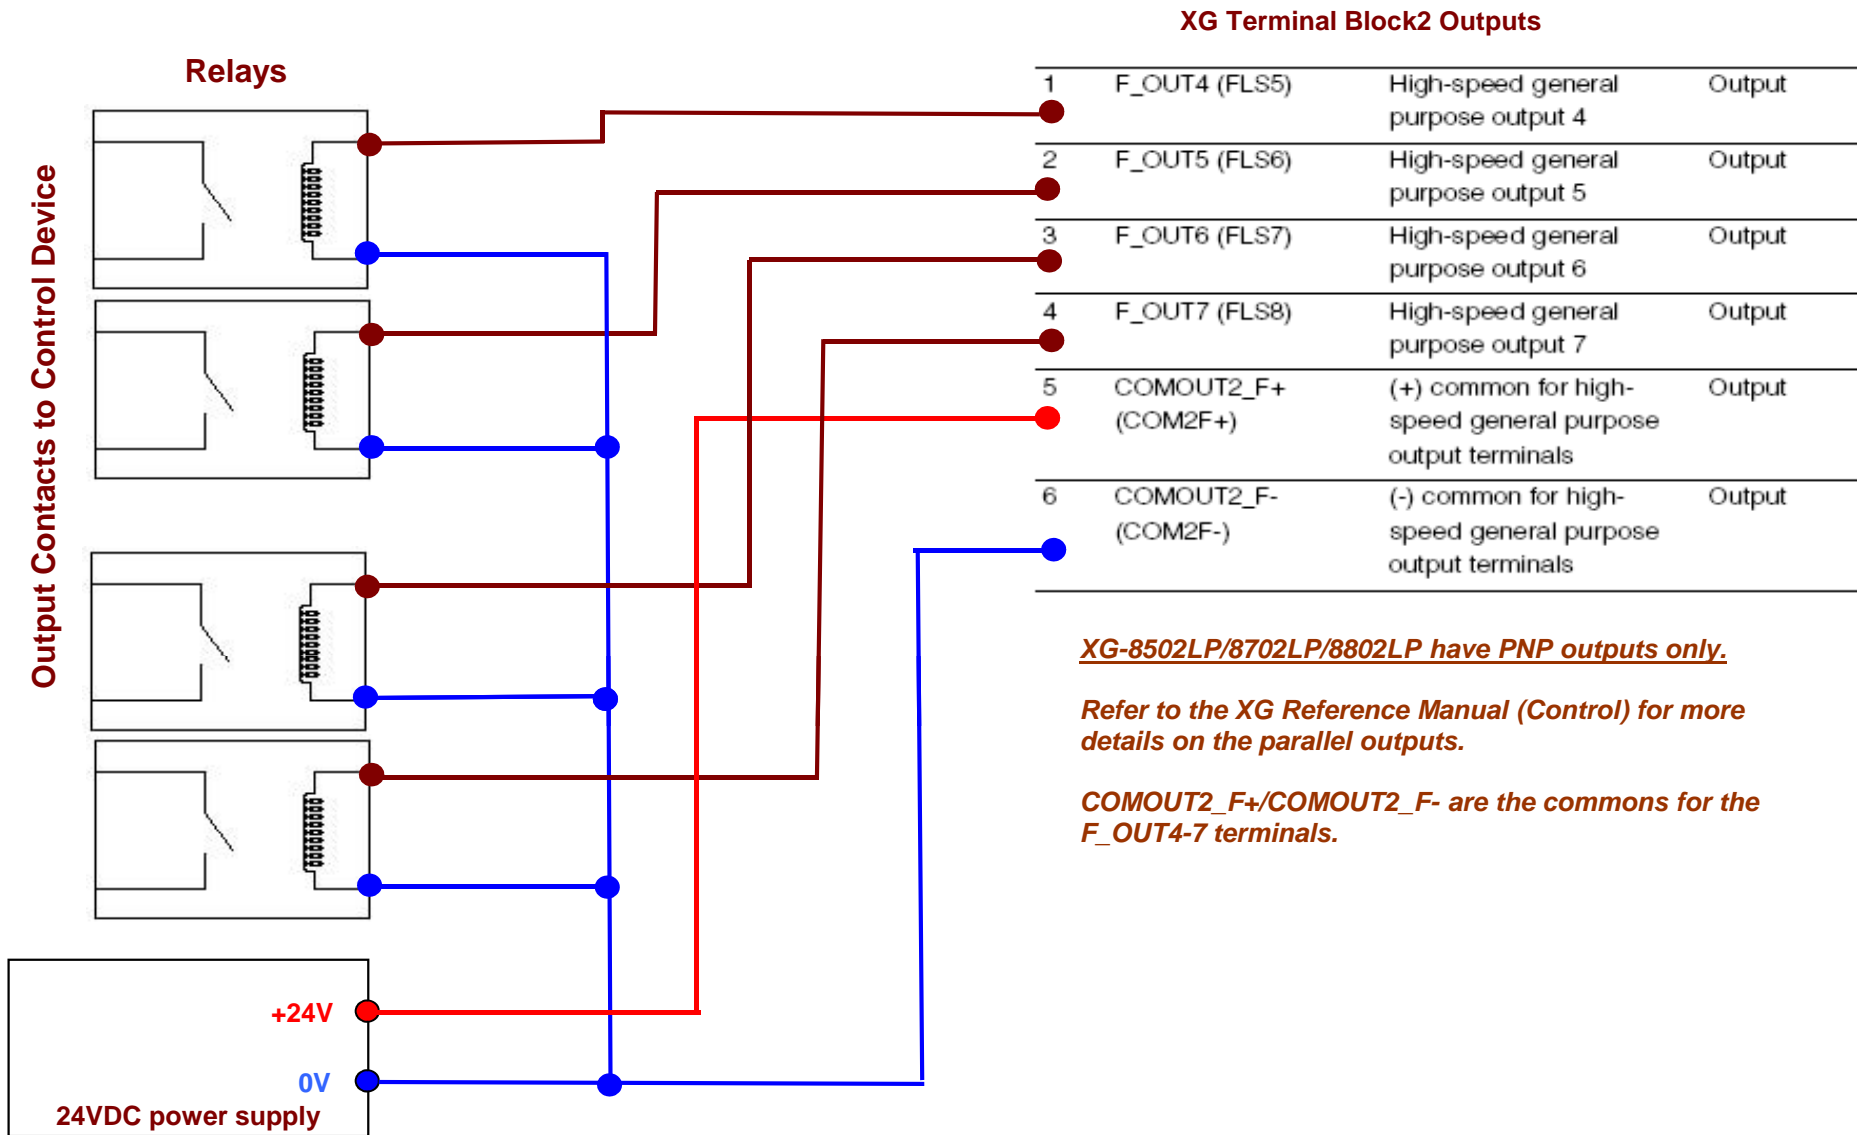 XG Terminal Block2 Outputs
Relays
Output Contacts to Control Device
1 F_OUT4 (FLS5) High-speed general Output
purpose output 4
2 F_OUT5 (FLS6) High-speed general Output
purpose output 5
3 F_OUT6 (FLS7) High-speed general Output
purpose output 6
4 F_OUT7 (FLS8) High-speed general Output
purpose output 7
5 COMOUT2_F+ (+) common for high- Output
(COM2F+) speed general purpose
output terminals
6 COMOUT2_F- (-) common for high- Output
(COM2F-) speed general purpose
output terminals
XG-8502LP/8702LP/8802LP have PNP outputs only.
Refer to the XG Reference Manual (Control) for more
details on the parallel outputs.
COMOUT2_F+/COMOUT2_F- are the commons for the
F_OUT4-7 terminals.
+24V
0V
24VDC power supply